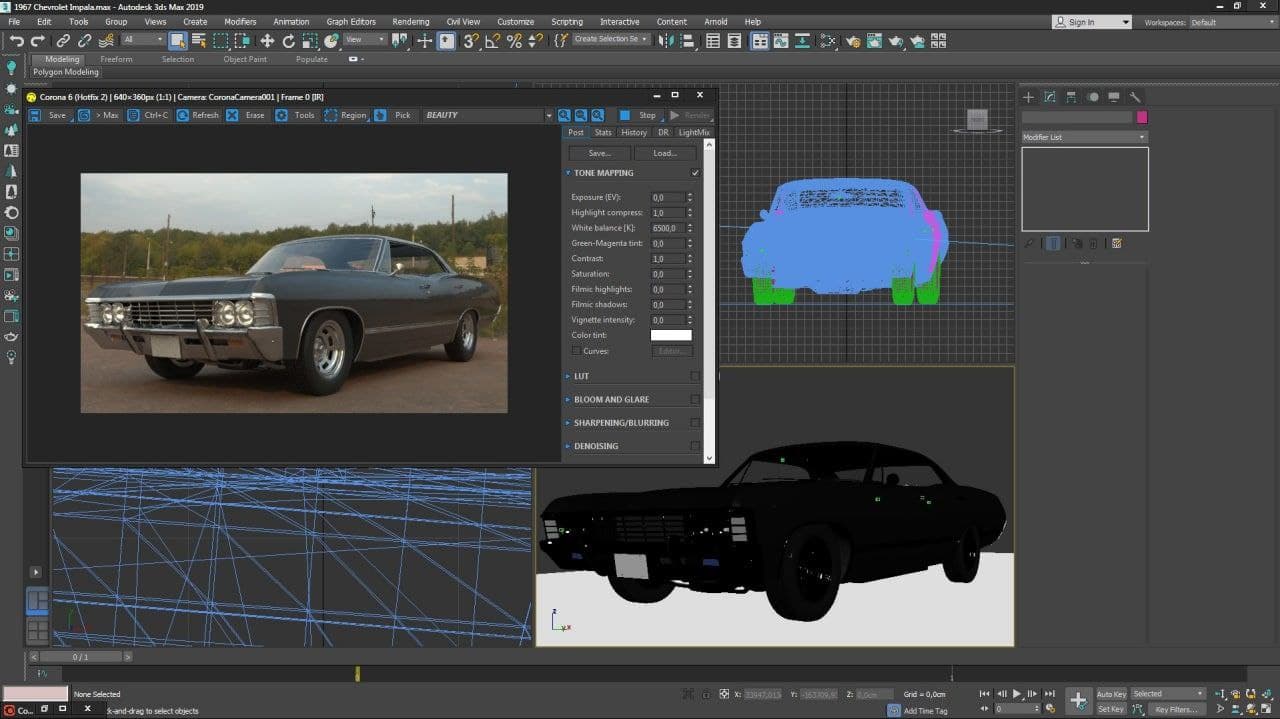 1967 Chevrolet Impala.max - Autodesk 3ds Max 2019
File Edit Tools Group Views Create Modifiers Animation Graph Editors Rendering Civil View Customize Scripting Interactive Content Arnold Help
Sign In Workspaces: Default
All View Create Selection Se
Modeling Freeform Selection Object Paint Populate
Polygon Modeling
Corona 6 (Hotfix 2) | 640×360px (1:1) | Camera: CoronaCamera001 | Frame 0 [IR]
Save > Max Ctrl+C Refresh Erase Tools Region Pick BEAUTY Stop Render
Post Stats History DR LightMix
Save... Load...
TONE MAPPING
Exposure (EV): 0,0
Highlight compress: 1,0
White balance [K]: 6500,0
Green-Magenta tint: 0,0
Contrast: 1,0
Saturation: 0,0
Filmic highlights: 0,0
Filmic shadows: 0,0
Vignette intensity: 0,0
Color tint:
Curves: Editor...
LUT
BLOOM AND GLARE
SHARPENING/BLURRING
DENOISING
Modifier List
z
x
0 / 1
None Selected
X: Y: Z: 0,0cm Grid = 0,0cm
Auto Key Selected
Co... k-and-drag to select objects
Add Time Tag 0 Set Key Key Filters...